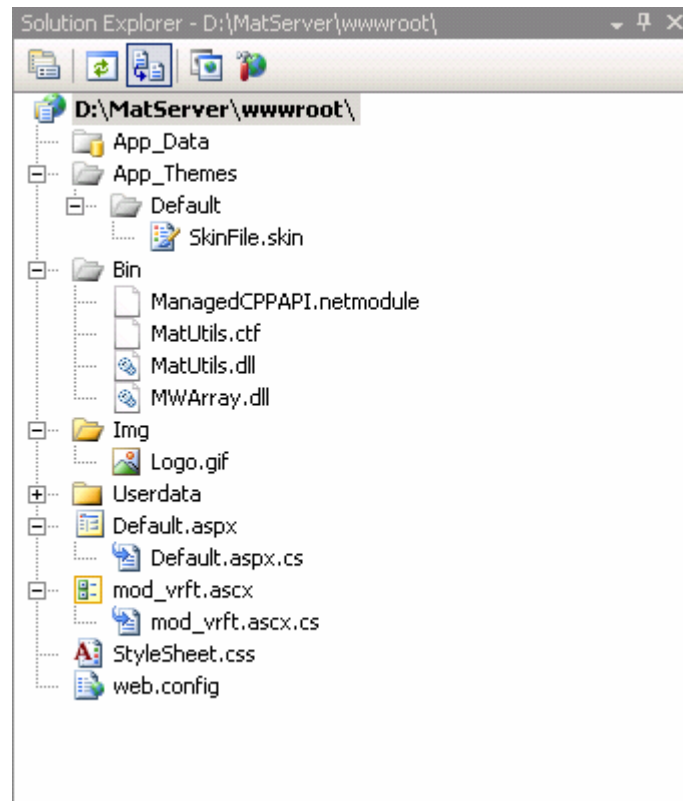 Solution Explorer - D:\MatServer\wwwroot\
D:\MatServer\wwwroot\
App_Data
App_Themes
Default
SkinFile.skin
Bin
ManagedCPPAPI.netmodule
MatUtils.ctf
MatUtils.dll
MWArray.dll
Img
Logo.gif
Userdata
Default.aspx
Default.aspx.cs
mod_vrft.ascx
mod_vrft.ascx.cs
StyleSheet.css
web.config